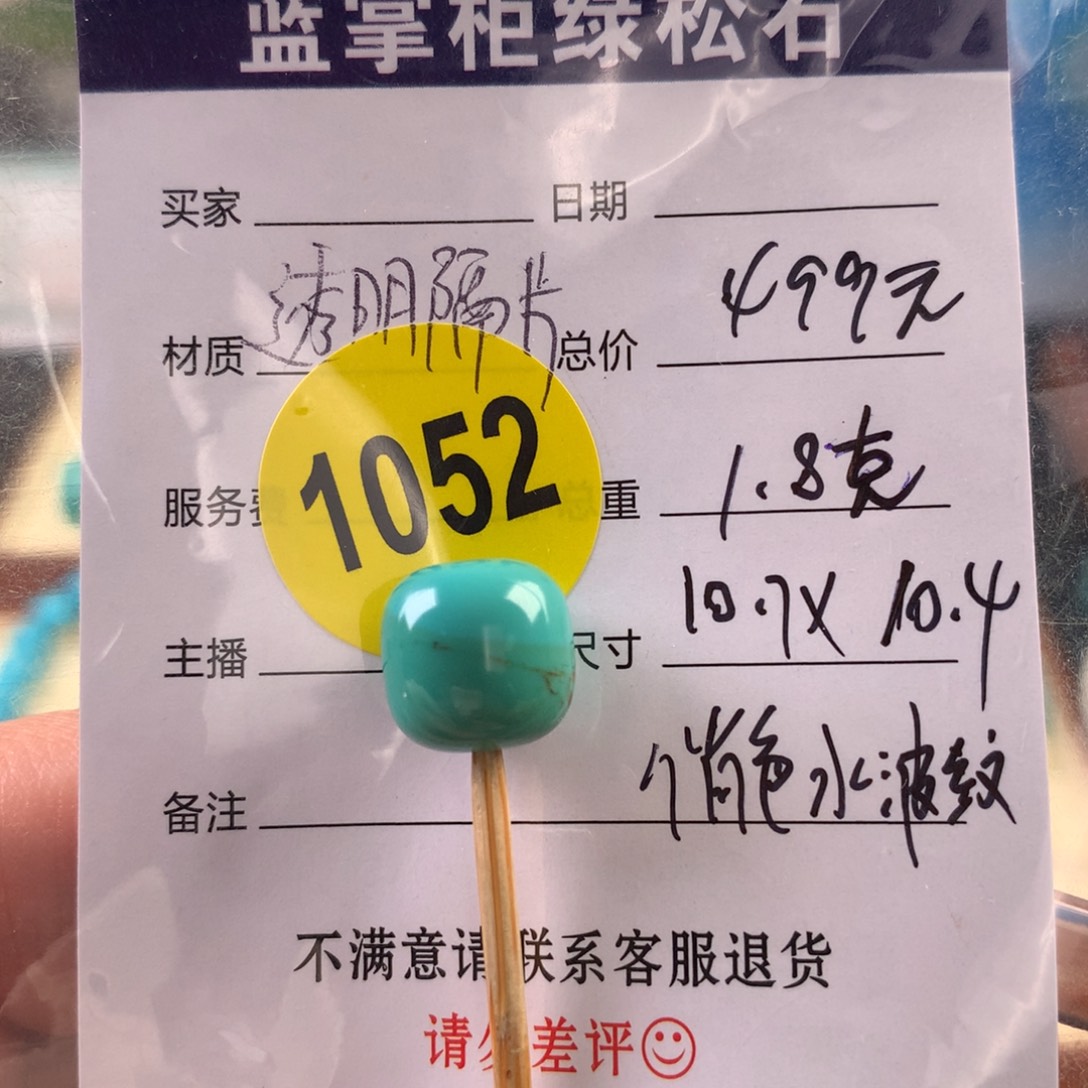 蓝掌柜绿松石
买家 日期
材质 透明隔片 总价 499元
1052
服务费 总重 1.8克
主播 尺寸 10.7X10.4
备注 俏色水波纹
不满意请联系客服退货
请勿差评